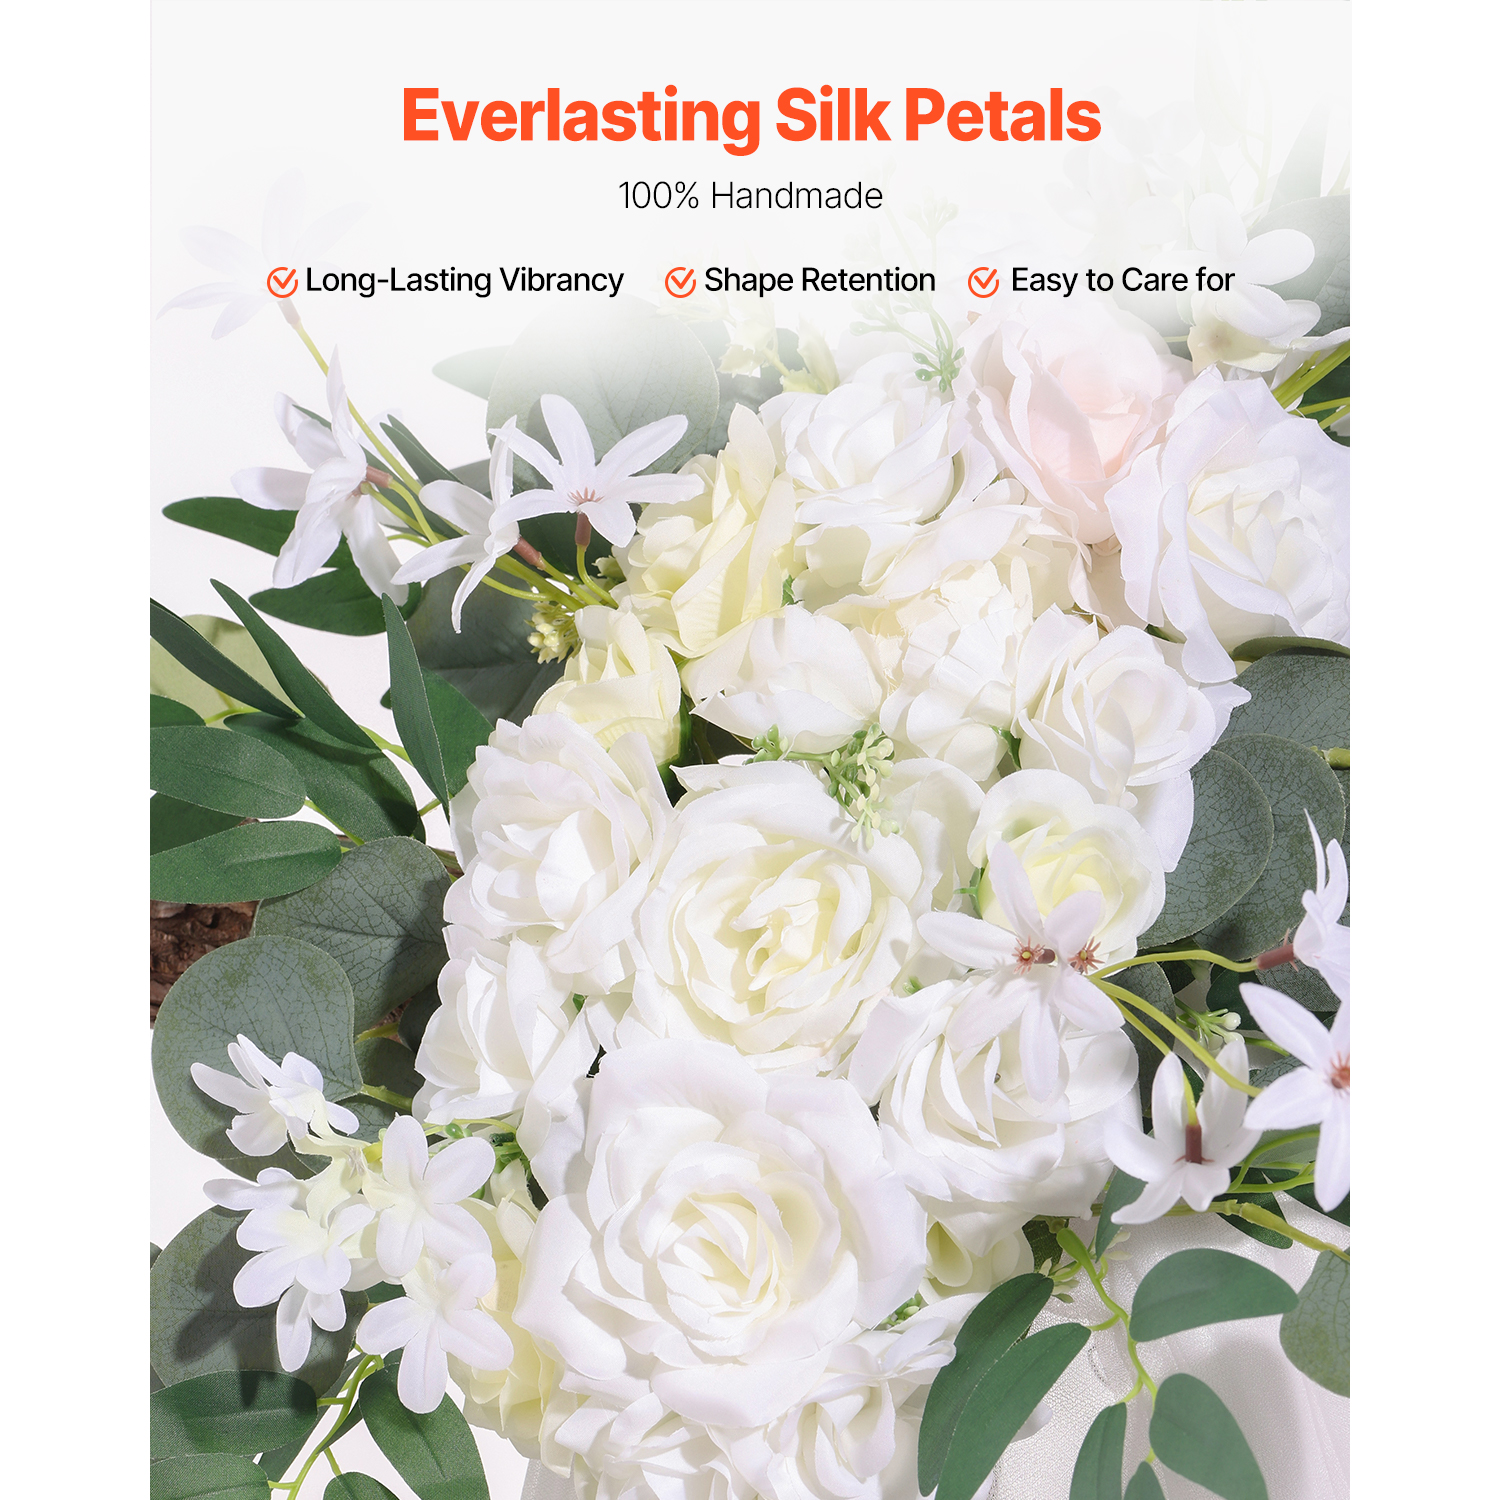 Everlasting Silk Petals
100% Handmade
Long-Lasting Vibrancy Shape Retention Easy to Care for